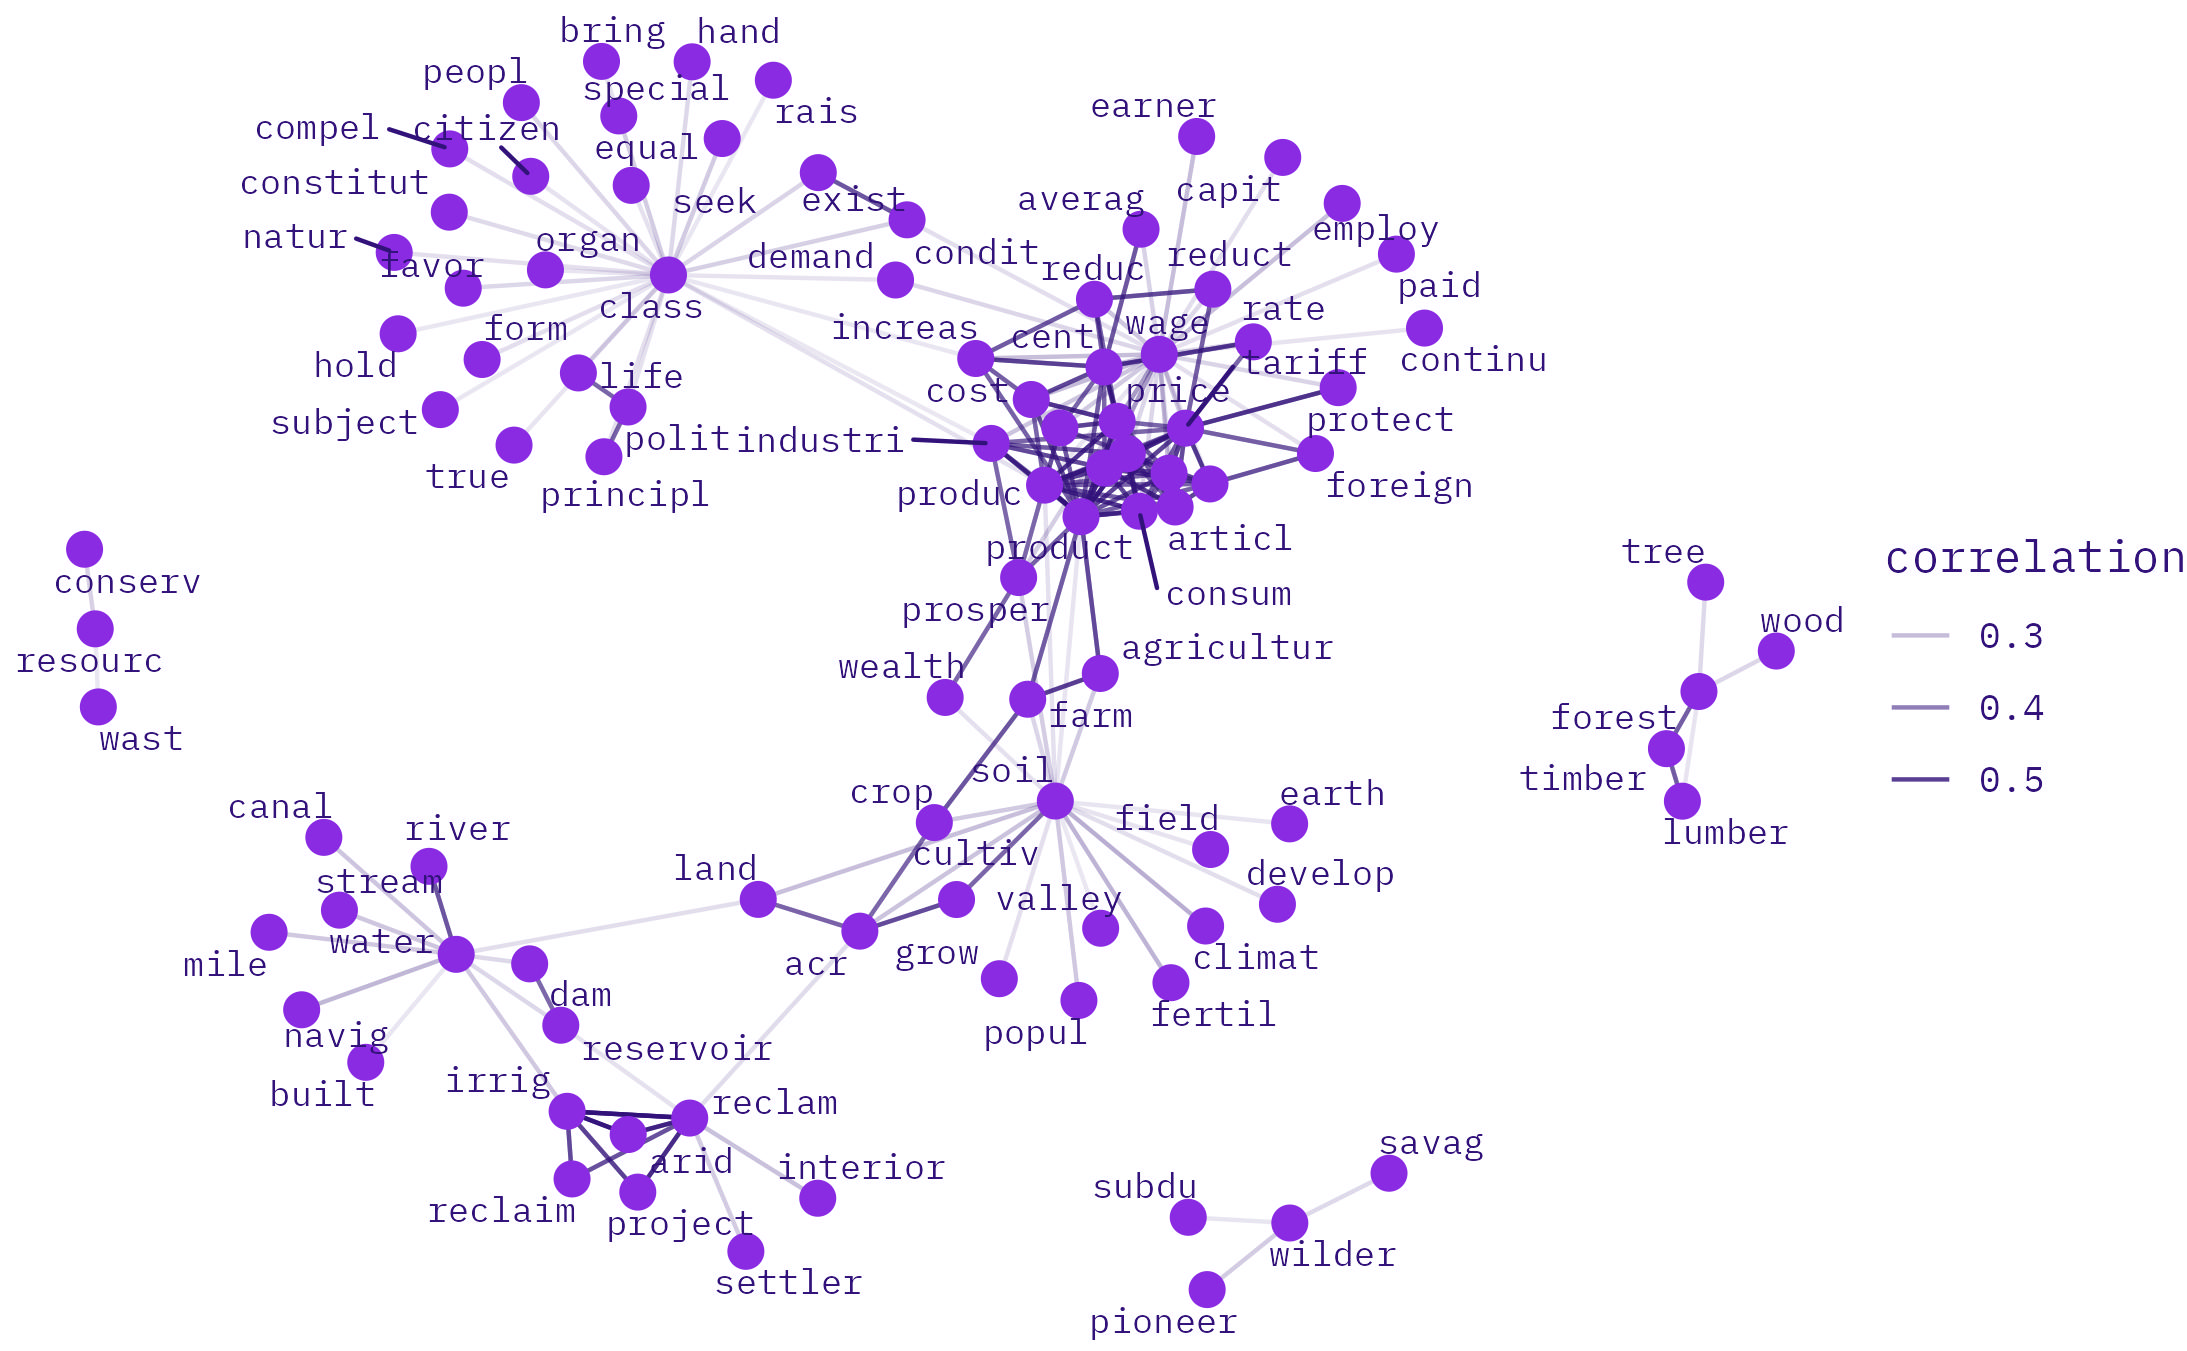 bring
hand
peopl
special
rais
earner
compel
citizen
equal
constitut
seek
exist
averag
capit
natur
organ
employ
favor
demand
condit
reduc
reduct
class
paid
increas
cent
wage
rate
hold
form
continu
life
cost
price
tariff
subject
polit
industri
protect
true
principl
produc
foreign
product
articl
conserv
consum
prosper
resourc
wast
wealth
agricultur
farm
tree
wood
forest
timber
lumber
correlation
0.3
0.4
0.5
soil
crop
canal
river
earth
field
cultiv
land
stream
develop
valley
water
mile
acr
grow
climat
dam
navig
popul
fertil
reservoir
built
irrig
reclam
arid
interior
reclaim
project
settler
savag
subdu
wilder
pioneer